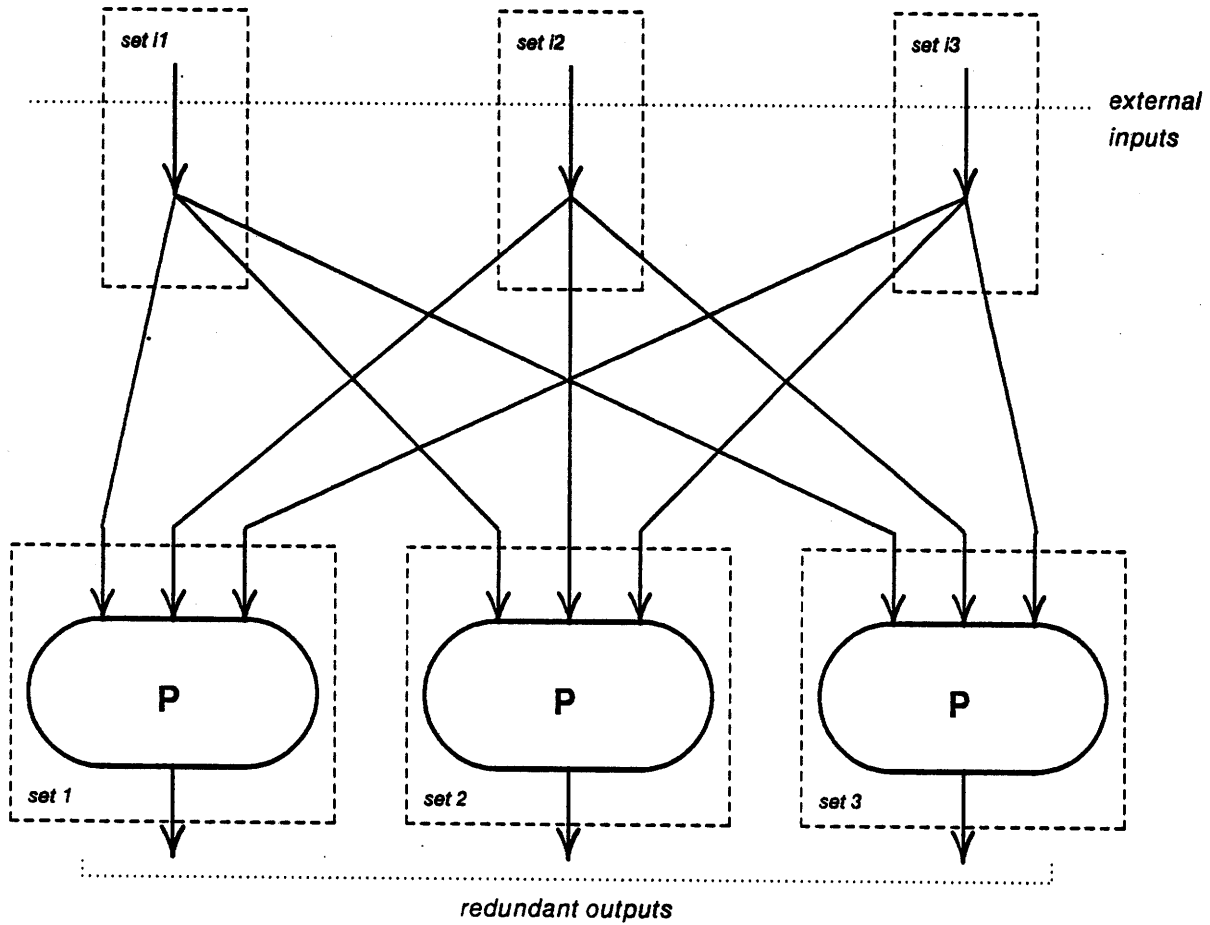 set i1
set i2
set i3
external
inputs
P
P
P
set 1
set 2
set 3
redundant outputs